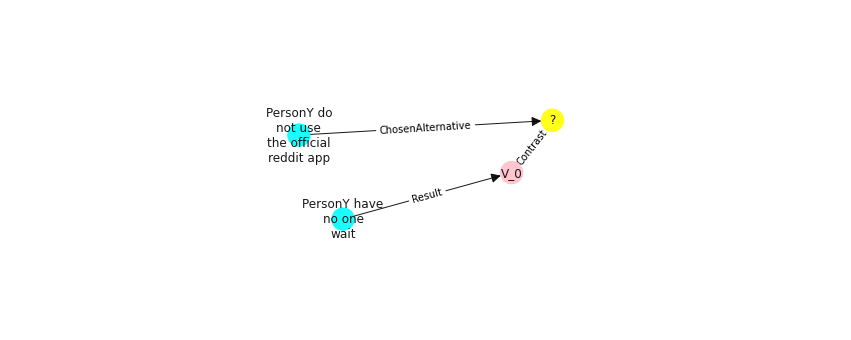 PersonY do
not use
the official
reddit app
ChosenAlternative
?
Contrast
V_0
Result
PersonY have
no one
wait